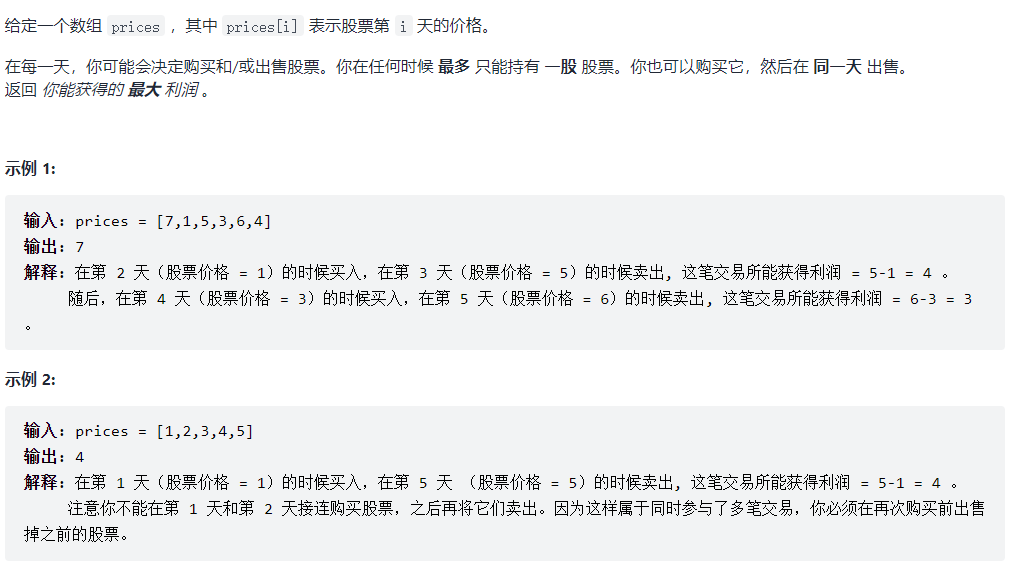 给定一个数组 prices ，其中 prices[i] 表示股票第 i 天的价格。
在每一天，你可能会决定购买和/或出售股票。你在任何时候 最多 只能持有 一股 股票。你也可以购买它，然后在 同一天 出售。
返回 你能获得的 最大 利润 。
示例 1:
输入：prices = [7,1,5,3,6,4]
输出：7
解释：在第 2 天（股票价格 = 1）的时候买入，在第 3 天（股票价格 = 5）的时候卖出, 这笔交易所能获得利润 = 5-1 = 4 。
随后，在第 4 天（股票价格 = 3）的时候买入，在第 5 天（股票价格 = 6）的时候卖出, 这笔交易所能获得利润 = 6-3 = 3
。
示例 2:
输入：prices = [1,2,3,4,5]
输出：4
解释：在第 1 天（股票价格 = 1）的时候买入，在第 5 天 （股票价格 = 5）的时候卖出, 这笔交易所能获得利润 = 5-1 = 4 。
注意你不能在第 1 天和第 2 天接连购买股票，之后再将它们卖出。因为这样属于同时参与了多笔交易，你必须在再次购买前出售
掉之前的股票。